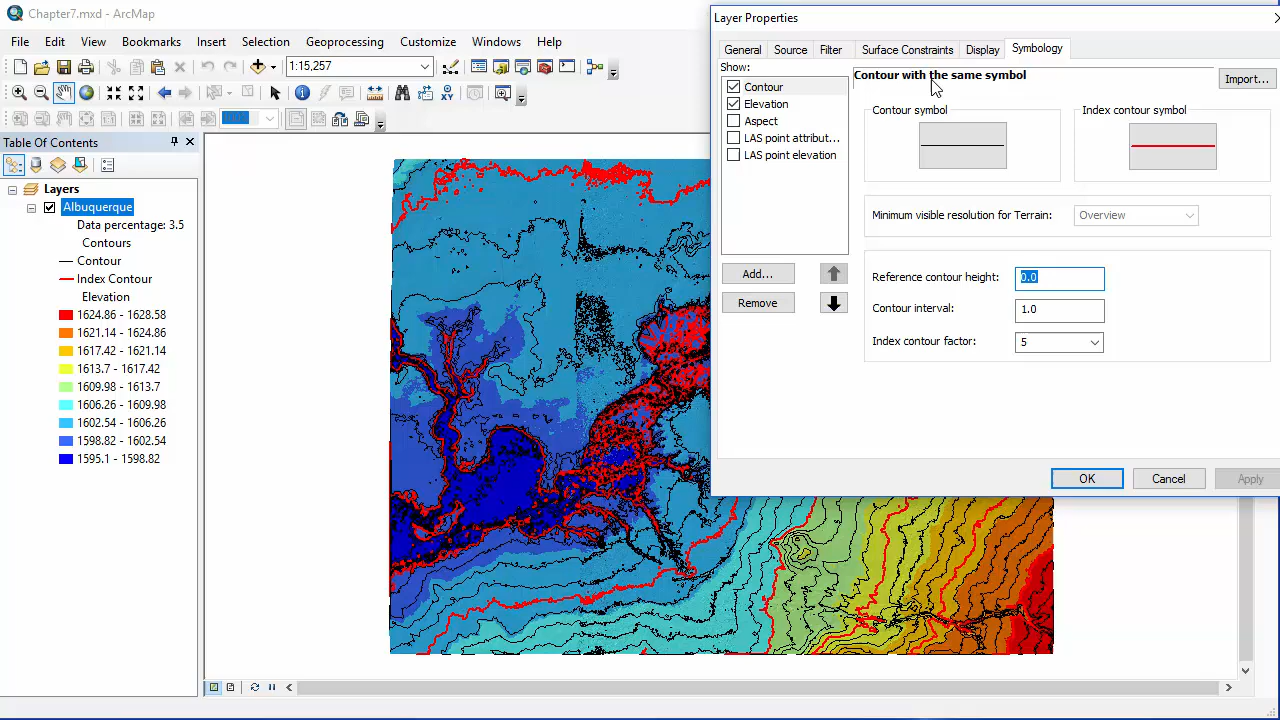 Chapter7.mxd - ArcMap
File Edit View Bookmarks Insert Selection Geoprocessing Customize Windows Help
1:15,257
100%
Table Of Contents
Layers
Albuquerque
Data percentage: 3.5
Contours
Contour
Index Contour
Elevation
1624.86 - 1628.58
1621.14 - 1624.86
1617.42 - 1621.14
1613.7 - 1617.42
1609.98 - 1613.7
1606.26 - 1609.98
1602.54 - 1606.26
1598.82 - 1602.54
1595.1 - 1598.82
Layer Properties
General Source Filter Surface Constraints Display Symbology
Show:
Contour
Elevation
Aspect
LAS point attribut...
LAS point elevation
Add...
Remove
Contour with the same symbol
Import...
Contour symbol
Index contour symbol
Minimum visible resolution for Terrain: Overview
Reference contour height: 0.0
Contour interval: 1.0
Index contour factor: 5
OK Cancel Apply